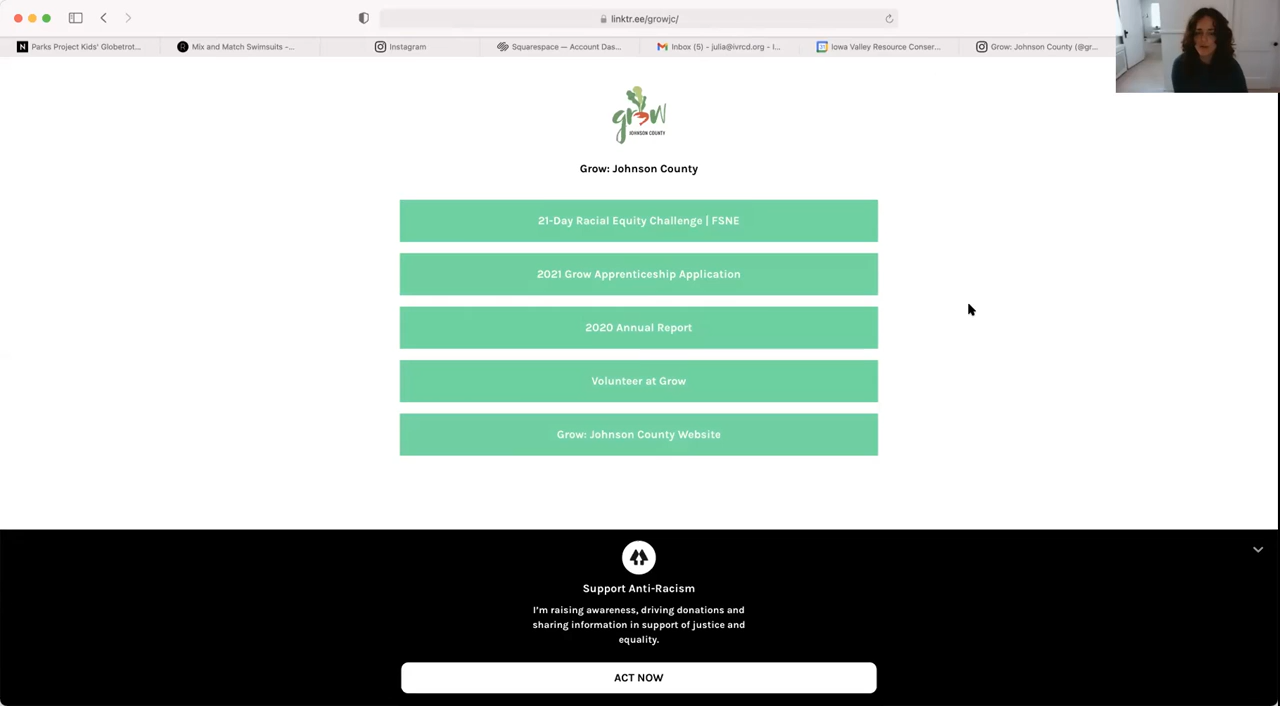 linktr.ee/growjc/
Parks Project Kids' Globetrot...
Mix and Match Swimsuits -...
Instagram
Squarespace — Account Das...
Inbox (5) - julia@ivrcd.org - I...
Iowa Valley Resource Conser...
Grow: Johnson County (@gr...
grow
JOHNSON COUNTY
Grow: Johnson County
21-Day Racial Equity Challenge | FSNE
2021 Grow Apprenticeship Application
2020 Annual Report
Volunteer at Grow
Grow: Johnson County Website
Support Anti-Racism
I'm raising awareness, driving donations and
sharing information in support of justice and
equality.
ACT NOW